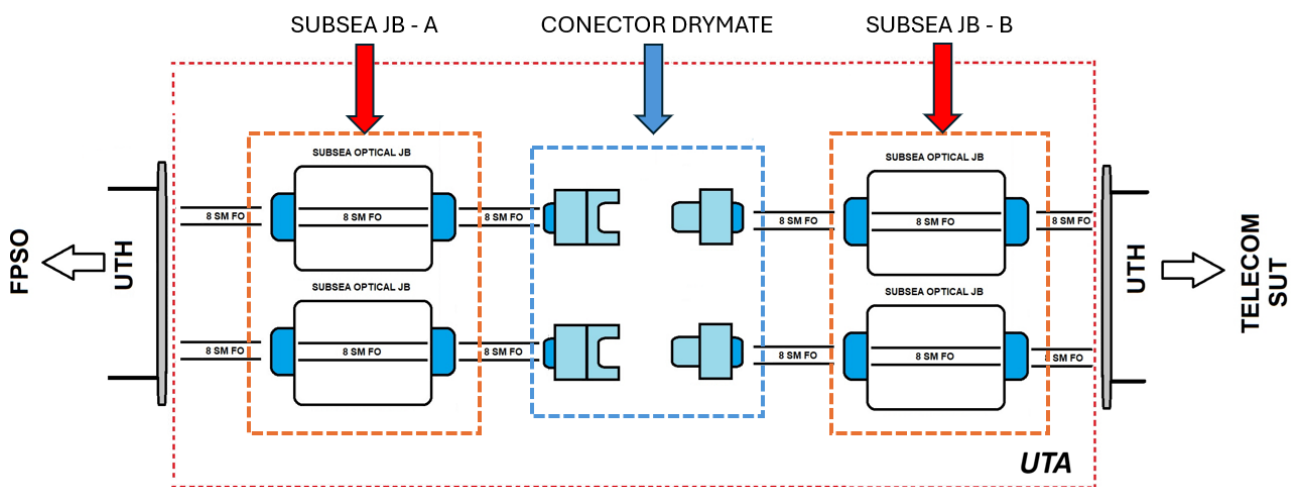 SUBSEA JB - A
CONECTOR DRYMATE
SUBSEA JB - B
SUBSEA OPTICAL JB
SUBSEA OPTICAL JB
8 SM FO
8 SM FO
8 SM FO
8 SM FO
8 SM FO
8 SM FO
FPSO
UTH
UTH
TELECOM
SUT
SUBSEA OPTICAL JB
SUBSEA OPTICAL JB
8 SM FO
8 SM FO
8 SM FO
8 SM FO
8 SM FO
SM FO
UTA